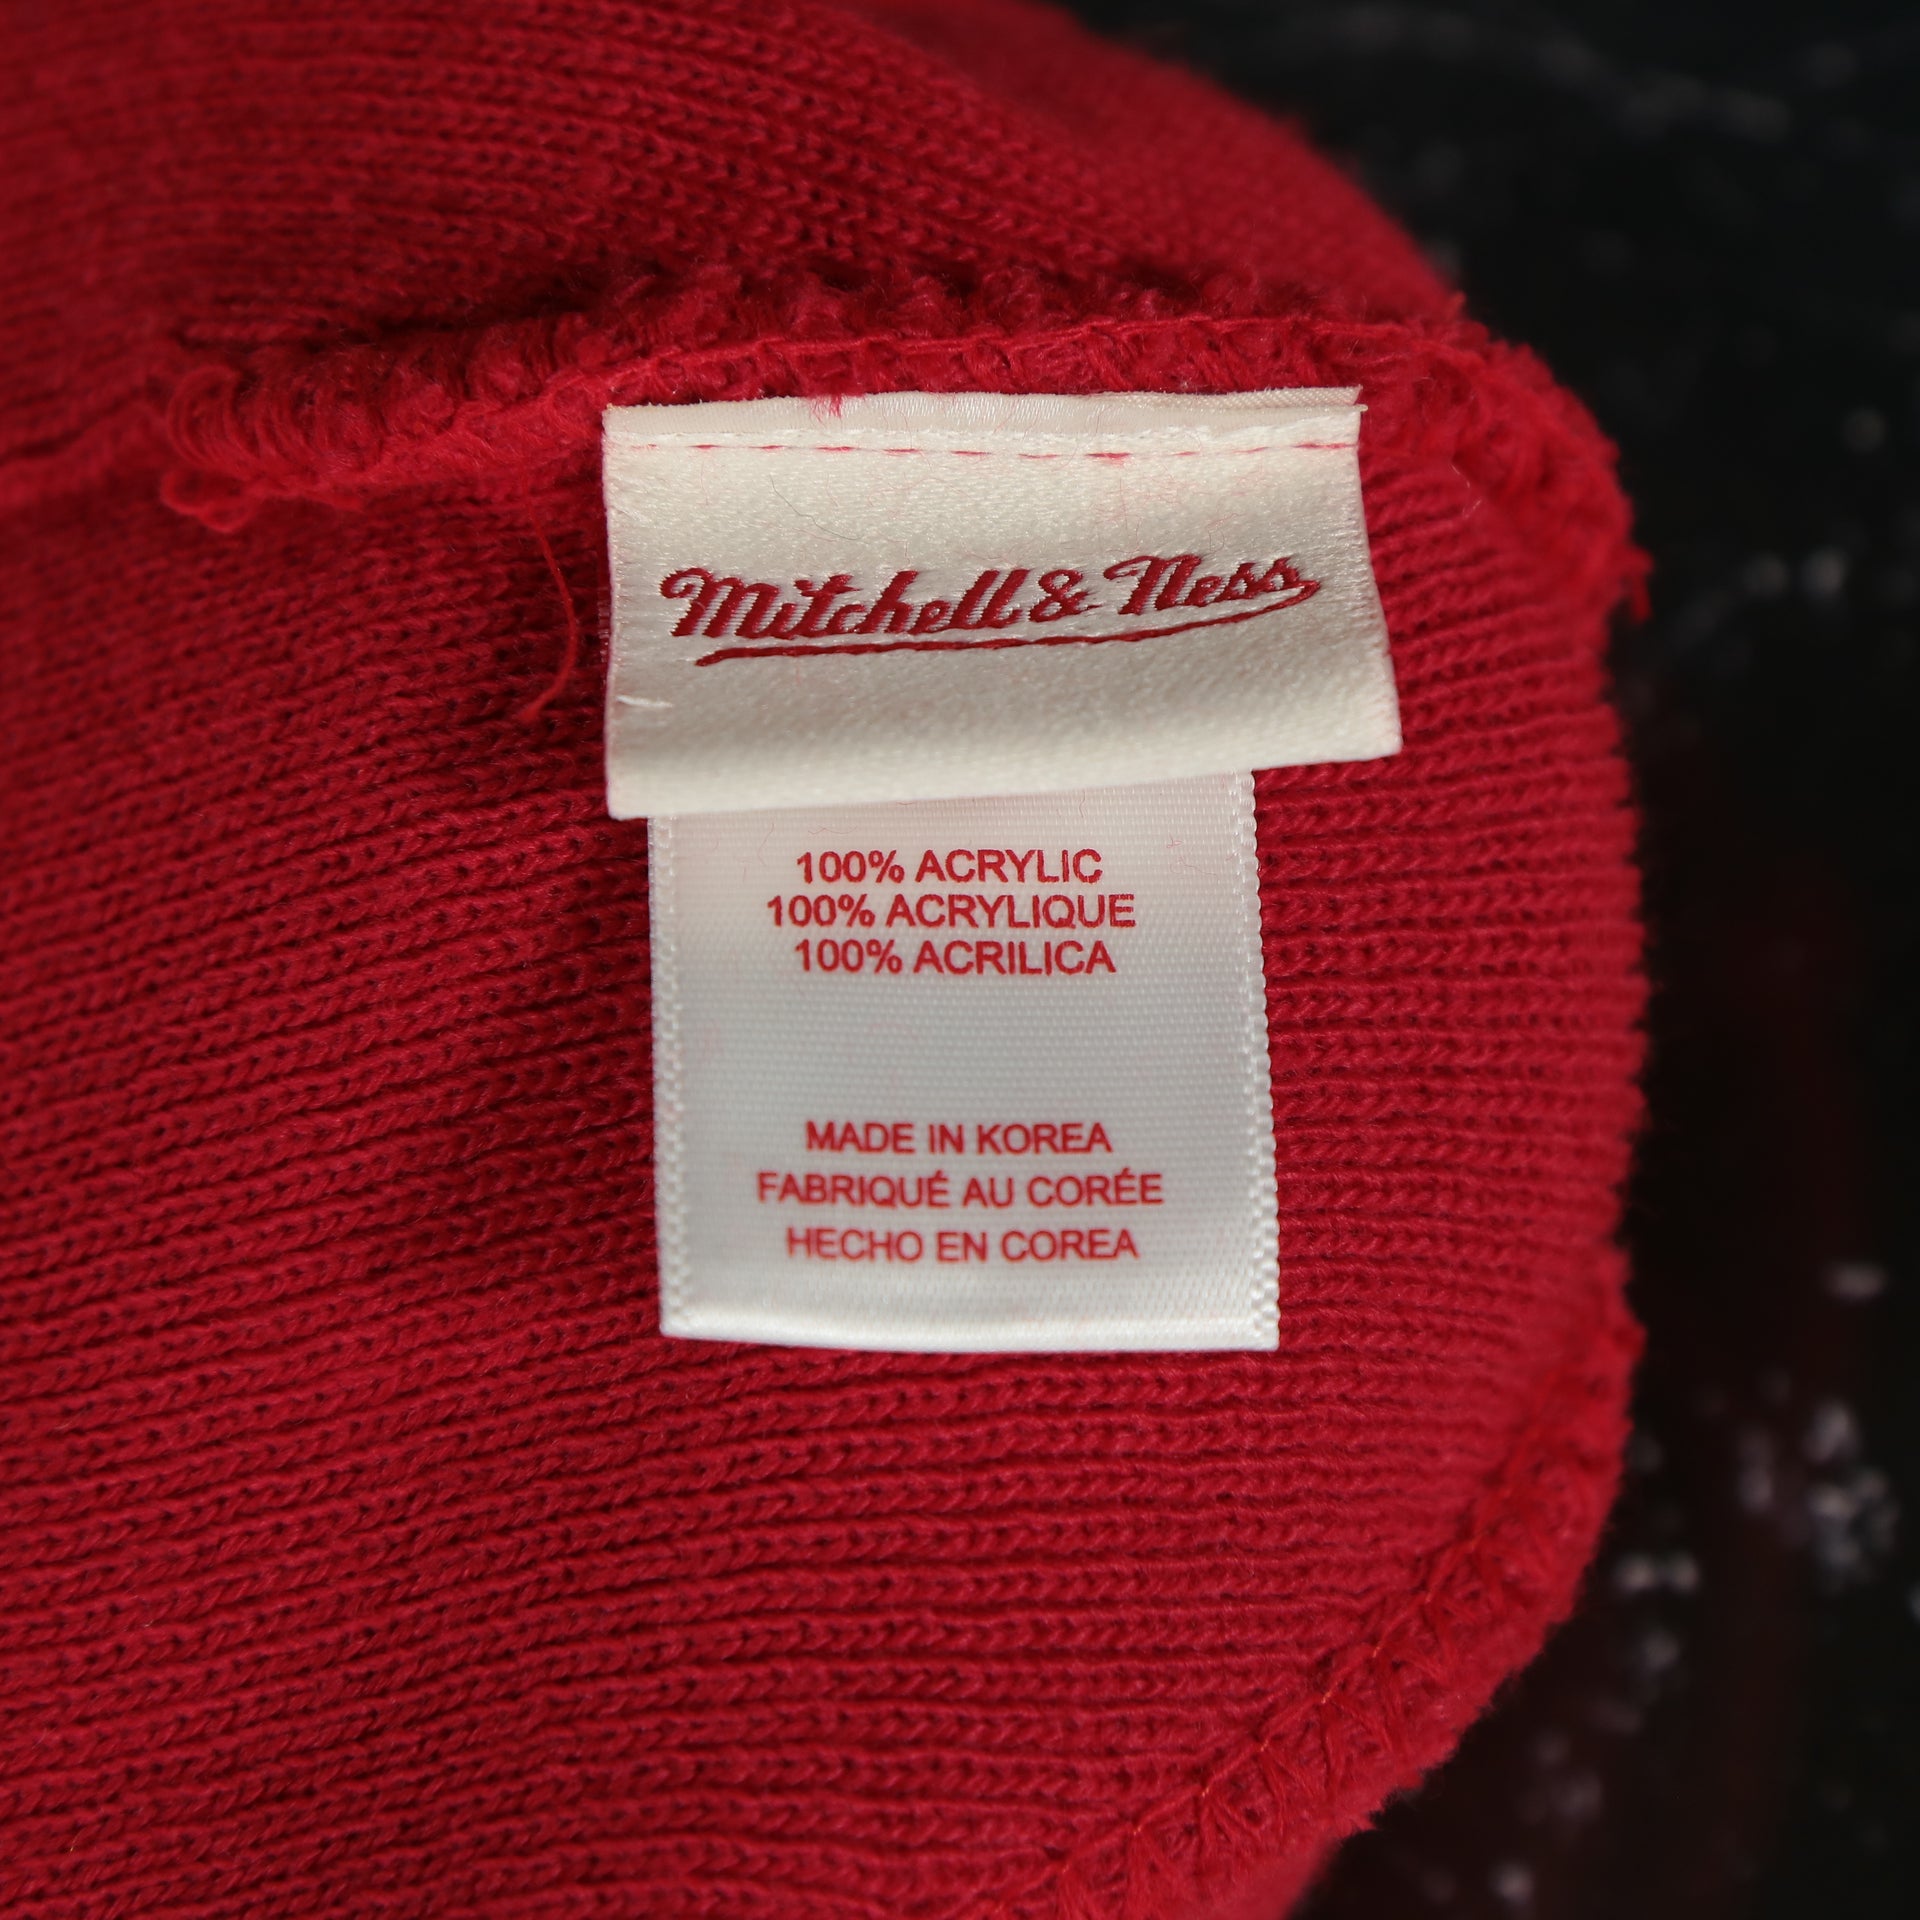 Mitchell & Ness
100% ACRYLIC
100% ACRYLIQUE
100% ACRILICA
MADE IN KOREA
FABRIQUÉ AU CORÉE
HECHO EN COREA